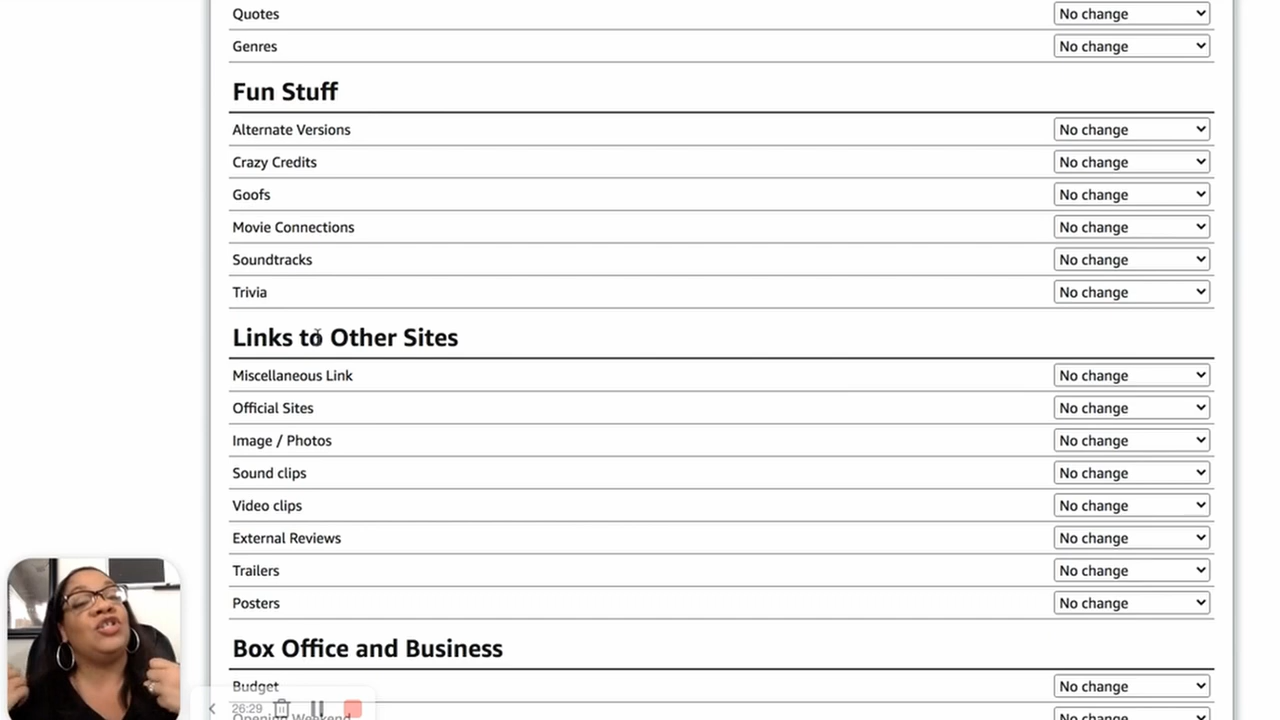 Quotes No change
Genres No change
Fun Stuff
Alternate Versions No change
Crazy Credits No change
Goofs No change
Movie Connections No change
Soundtracks No change
Trivia No change
Links to Other Sites
Miscellaneous Link No change
Official Sites No change
Image / Photos No change
Sound clips No change
Video clips No change
External Reviews No change
Trailers No change
Posters No change
Box Office and Business
Budget No change
26:29
Opening Weekend No change